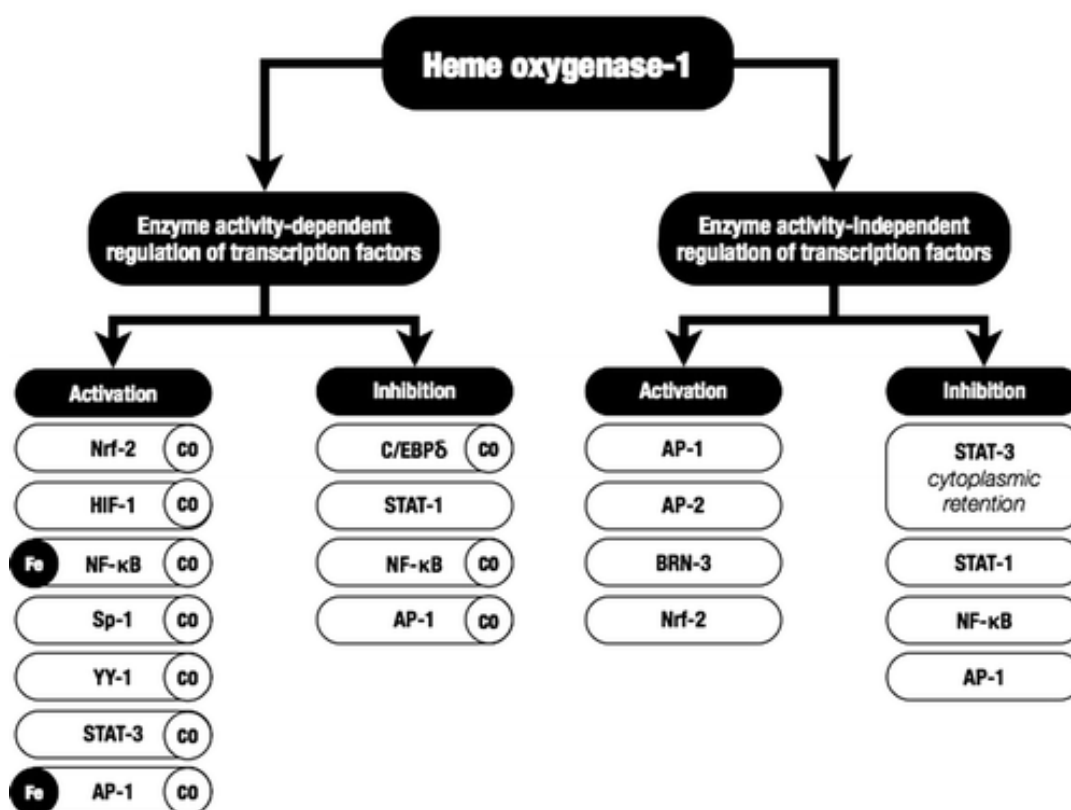 Heme oxygenase-1
Enzyme activity-dependent
regulation of transcription factors
Enzyme activity-independent
regulation of transcription factors
Activation
Nrf-2 CO
HIF-1 CO
Fe NF-κB CO
Sp-1 CO
YY-1 CO
STAT-3 CO
Fe AP-1 CO
Inhibition
C/EBPδ CO
STAT-1
NF-κB CO
AP-1 CO
Activation
AP-1
AP-2
BRN-3
Nrf-2
Inhibition
STAT-3
cytoplasmic
retention
STAT-1
NF-κB
AP-1